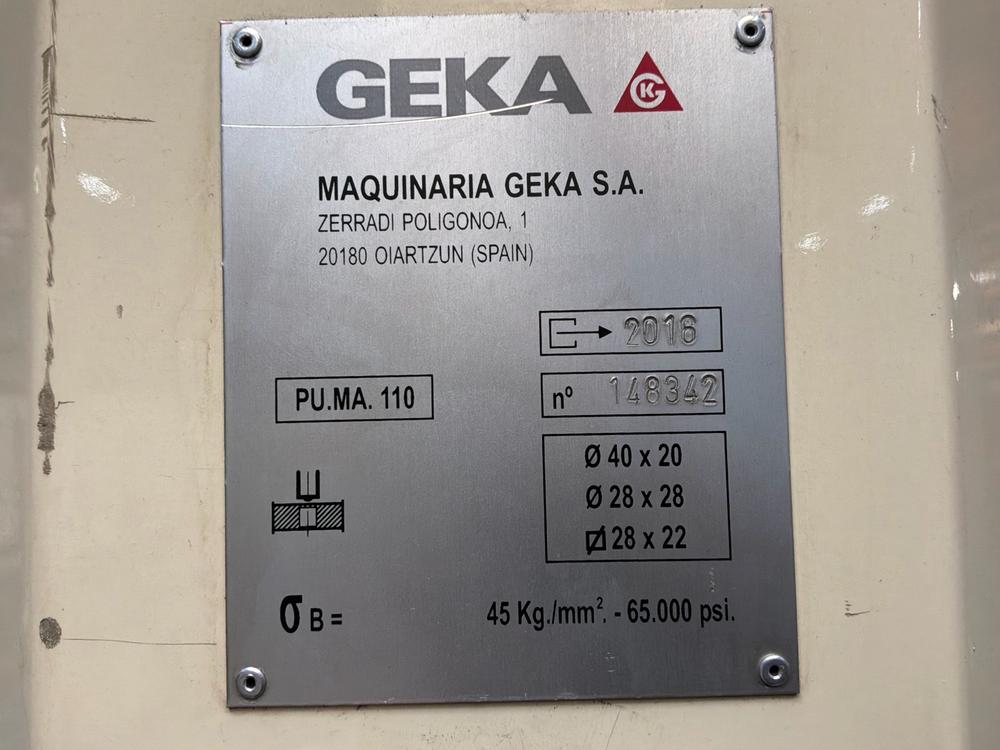 GEKA GK
MAQUINARIA GEKA S.A.
ZERRADI POLIGONOA, 1
20180 OIARTZUN (SPAIN)
2016
PU.MA. 110
nº 148342
Ø 40 x 20
Ø 28 x 28
⍁ 28 x 22
σ B = 45 Kg./mm². - 65.000 psi.